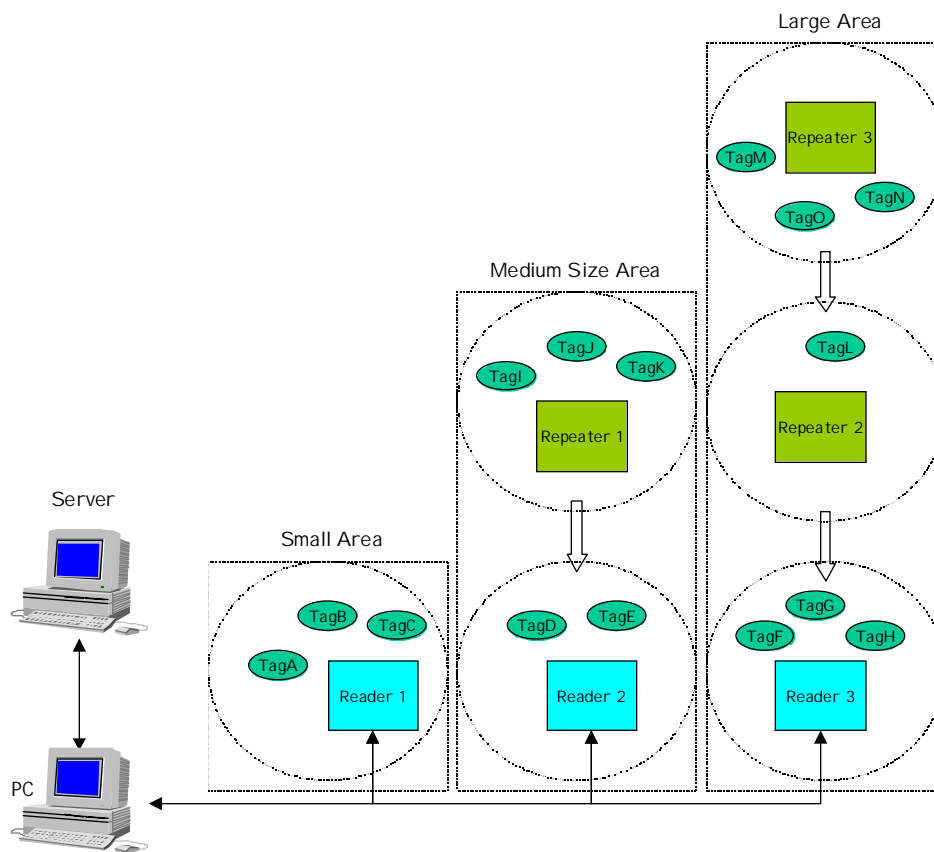 Large Area
Repeater 3
TagM
TagN
TagO
Medium Size Area
TagJ
TagI
TagK
Repeater 1
TagL
Repeater 2
Server
Small Area
TagB
TagC
TagA
Reader 1
TagD
TagE
Reader 2
TagG
TagF
TagH
Reader 3
PC